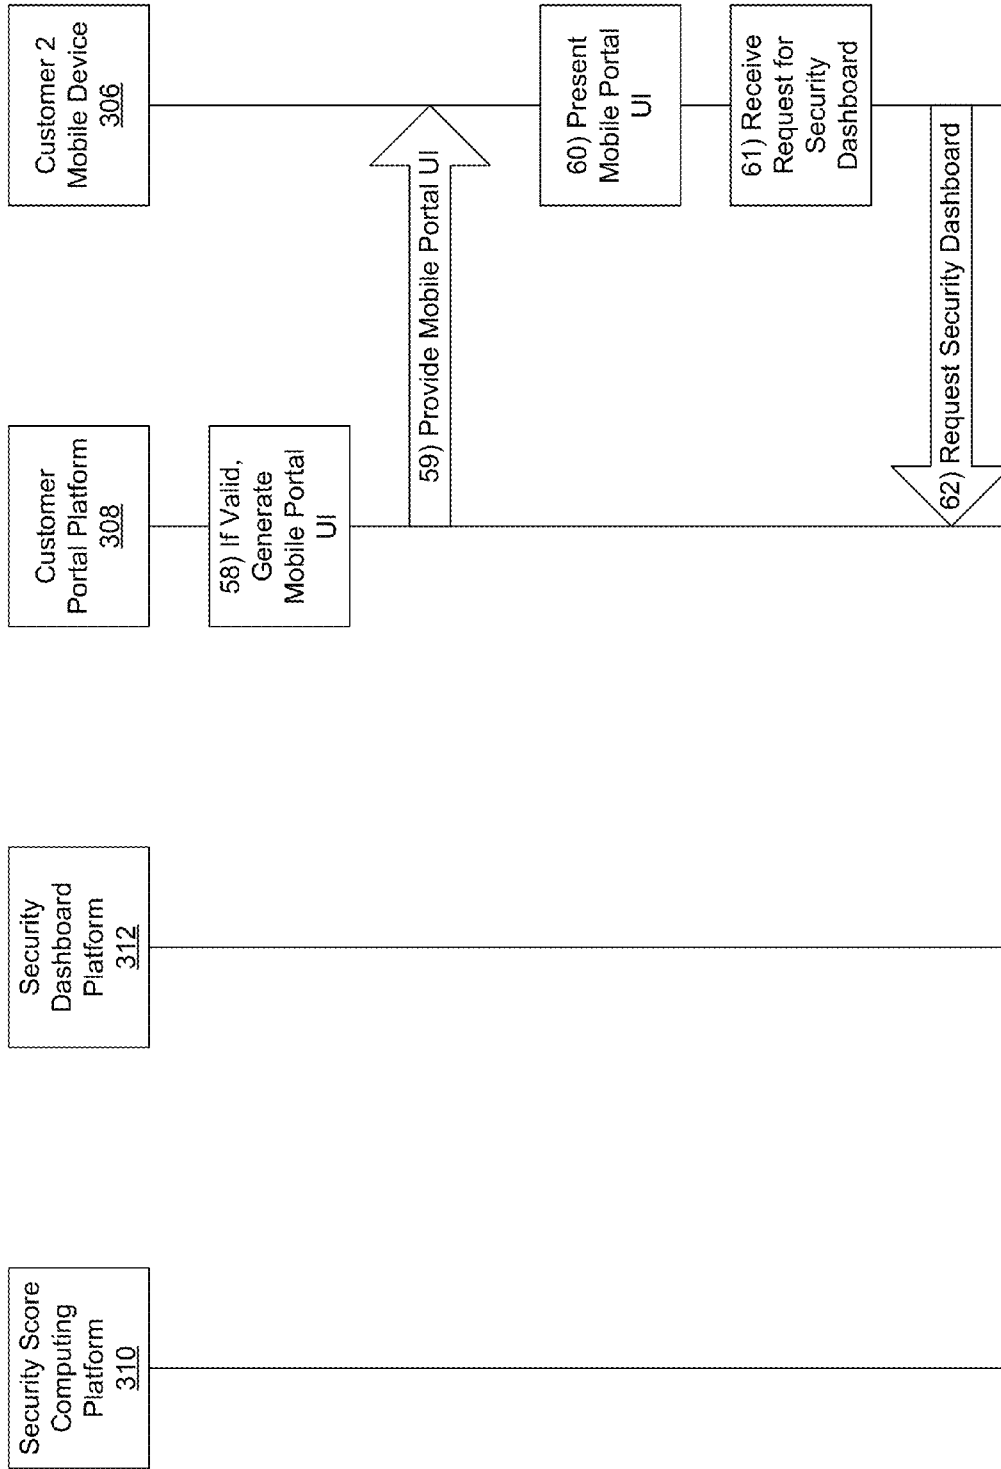 Security Score
Computing
Platform
310
Security
Dashboard
Platform
312
Customer
Portal Platform
308
Customer 2
Mobile Device
306
58) If Valid,
Generate
Mobile Portal
UI
59) Provide Mobile Portal UI
60) Present
Mobile Portal
UI
61) Receive
Request for
Security
Dashboard
62) Request Security Dashboard